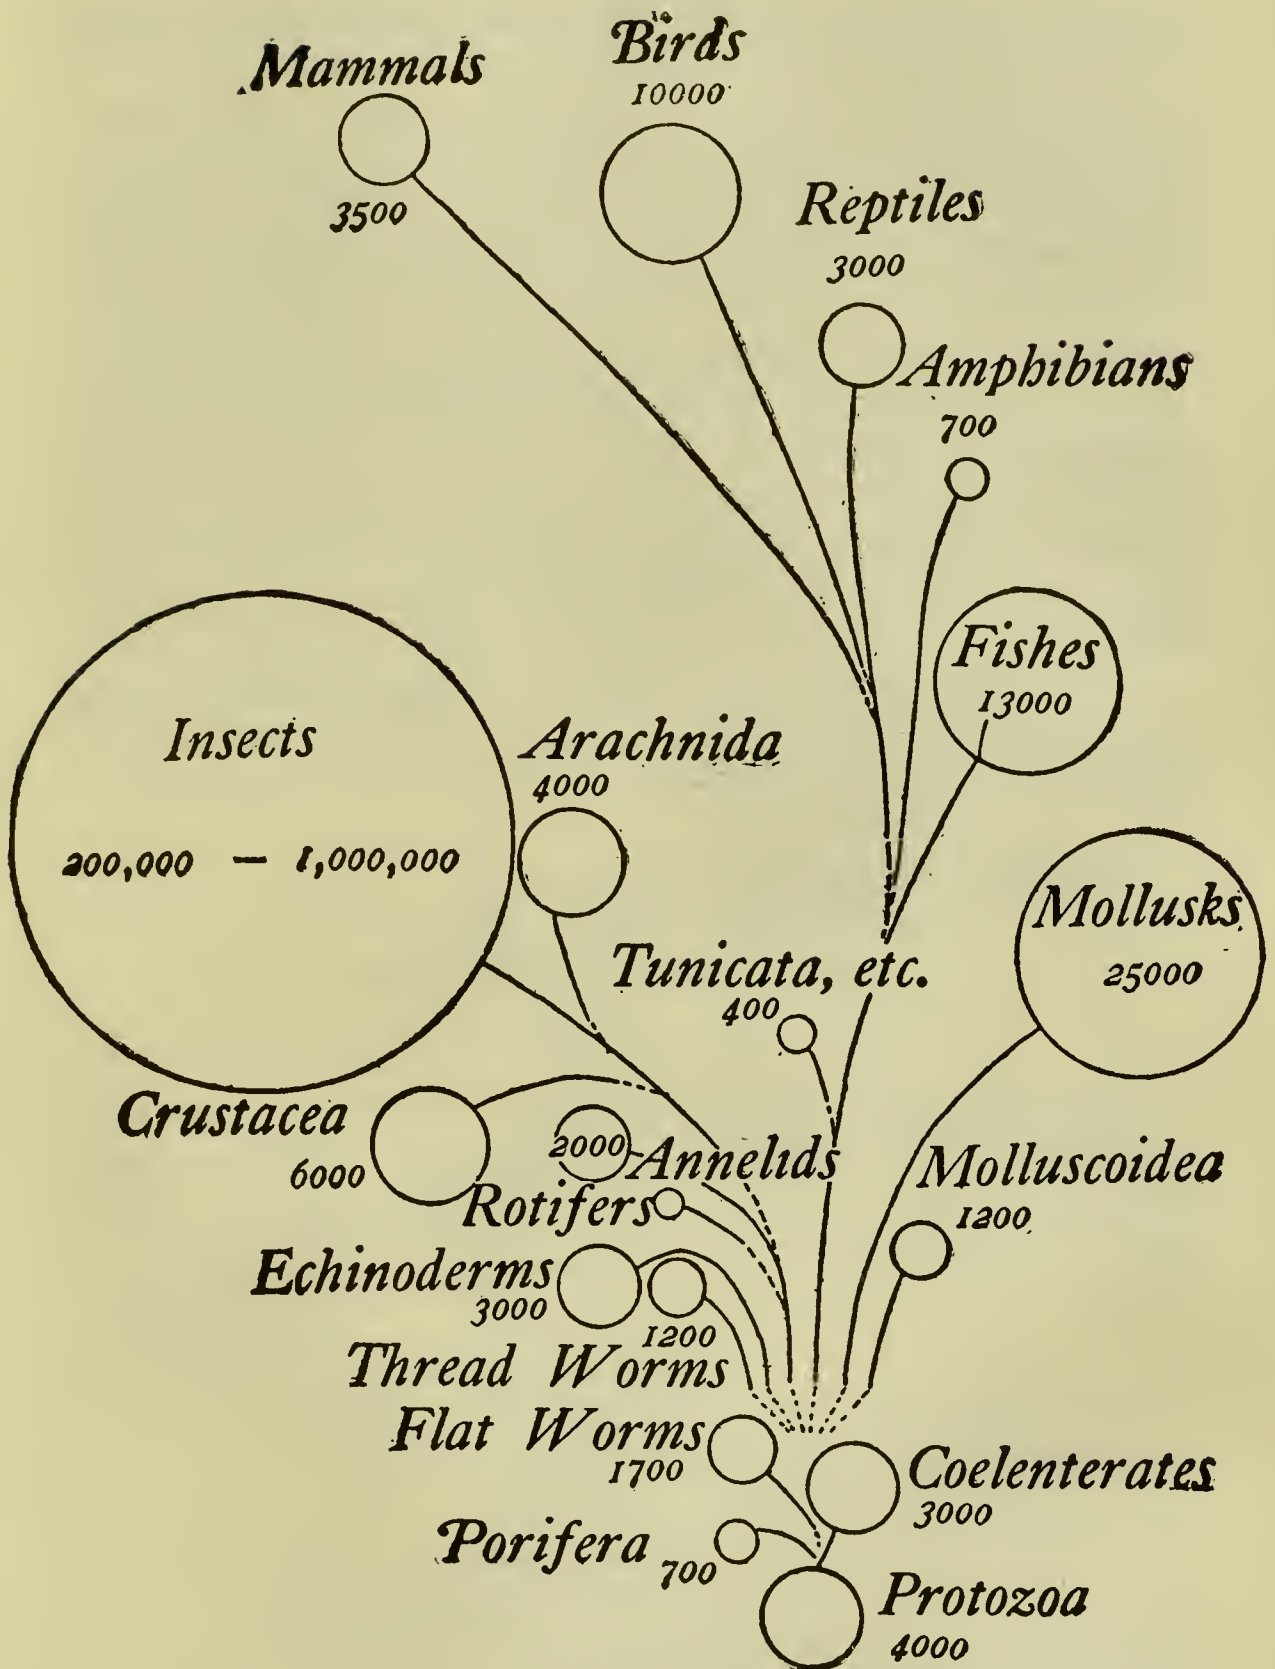 Mammals
3500
Birds
10000
Reptiles
3000
Amphibians
700
Fishes
13000
Insects
200,000 — 1,000,000
Arachnida
4000
Mollusks
25000
Tunicata, etc.
400
Crustacea
6000
2000
Annelids
Rotifers
Molluscoidea
1200
Echinoderms
3000
1200
Thread Worms
Flat Worms
1700
Coelenterates
3000
Porifera
700
Protozoa
4000